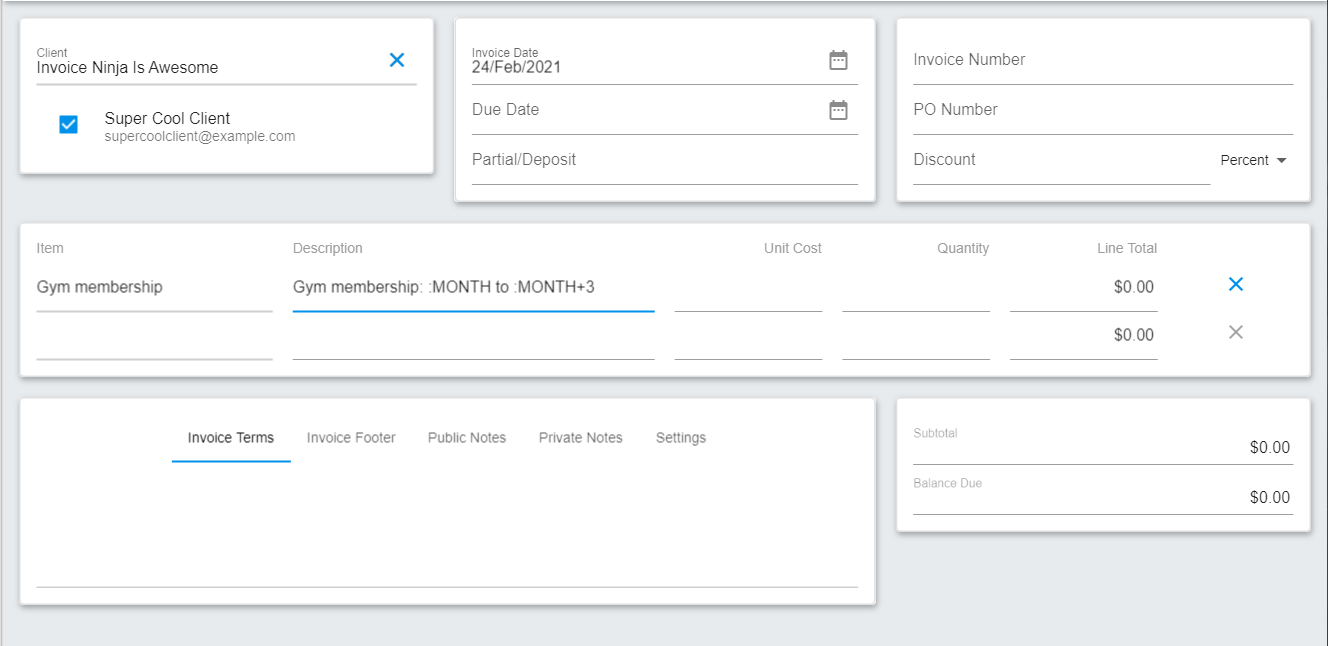 Client
Invoice Ninja Is Awesome
Super Cool Client
supercoolclient@example.com
Invoice Date
24/Feb/2021
Due Date
Partial/Deposit
Invoice Number
PO Number
Discount Percent
Item Description Unit Cost Quantity Line Total
Gym membership Gym membership: :MONTH to :MONTH+3 $0.00
$0.00
Invoice Terms Invoice Footer Public Notes Private Notes Settings
Subtotal
$0.00
Balance Due
$0.00